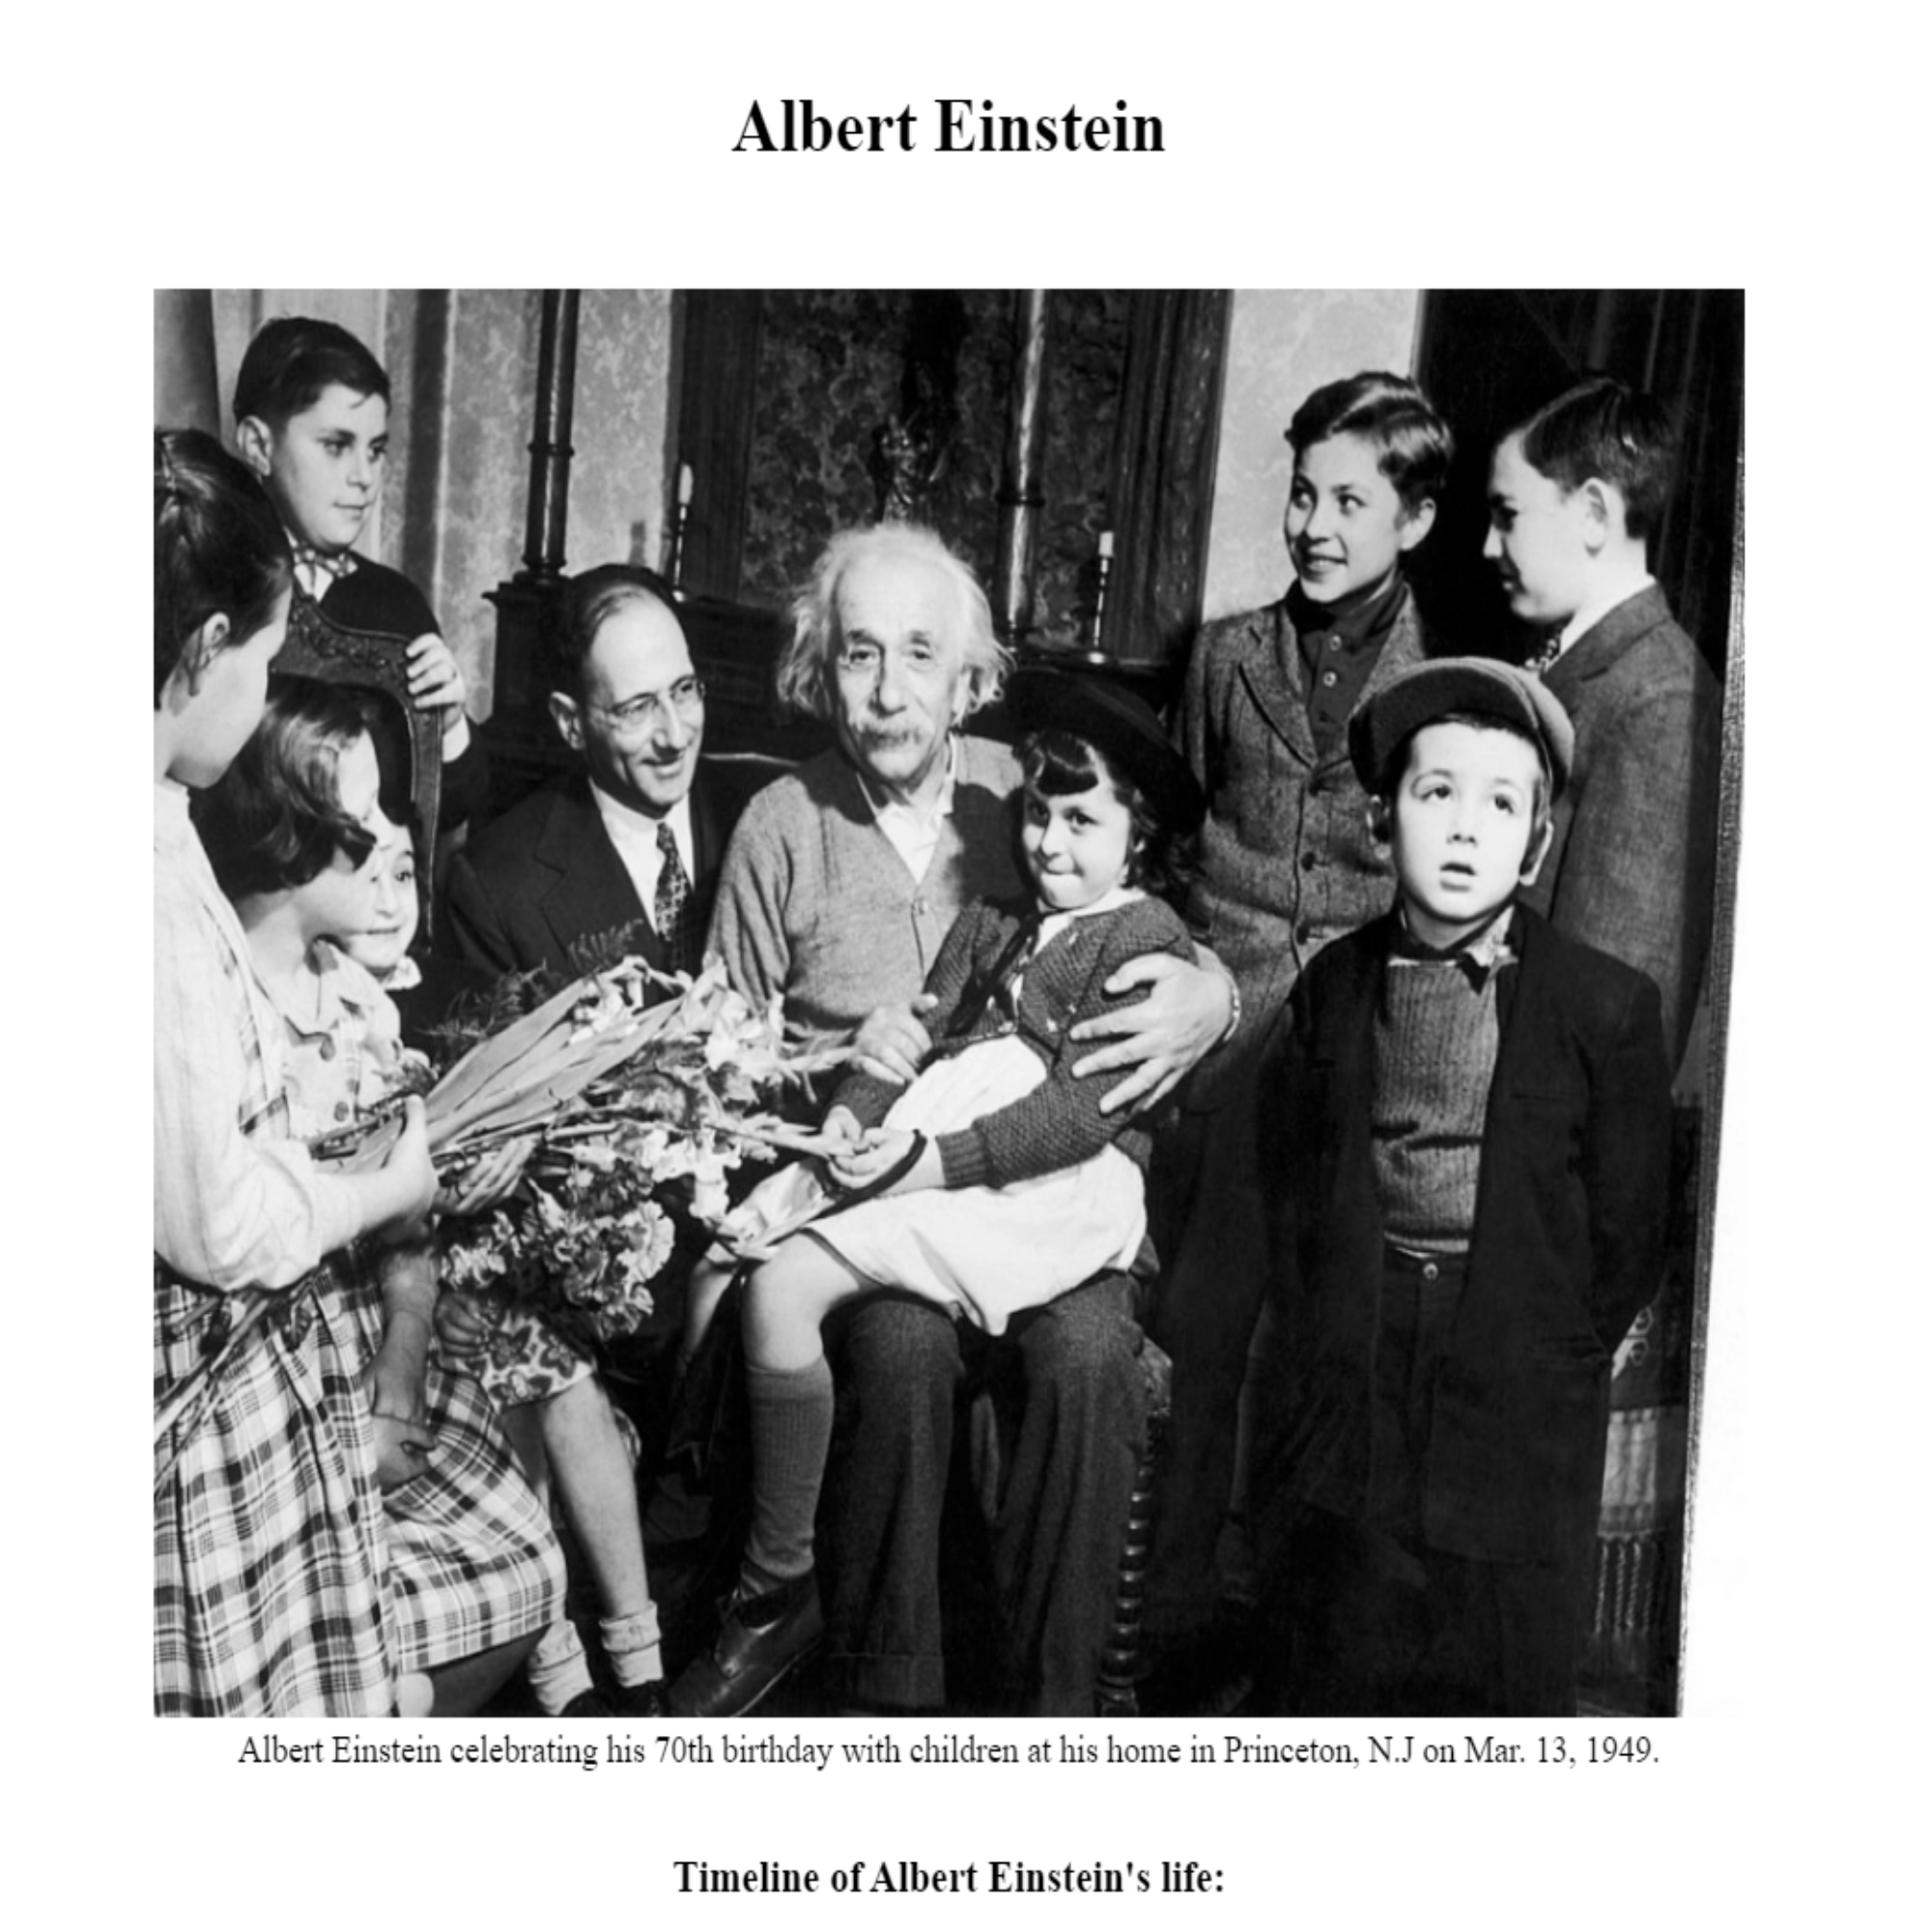 Albert Einstein
Albert Einstein celebrating his 70th birthday with children at his home in Princeton, N.J on Mar. 13, 1949.
Timeline of Albert Einstein's life: